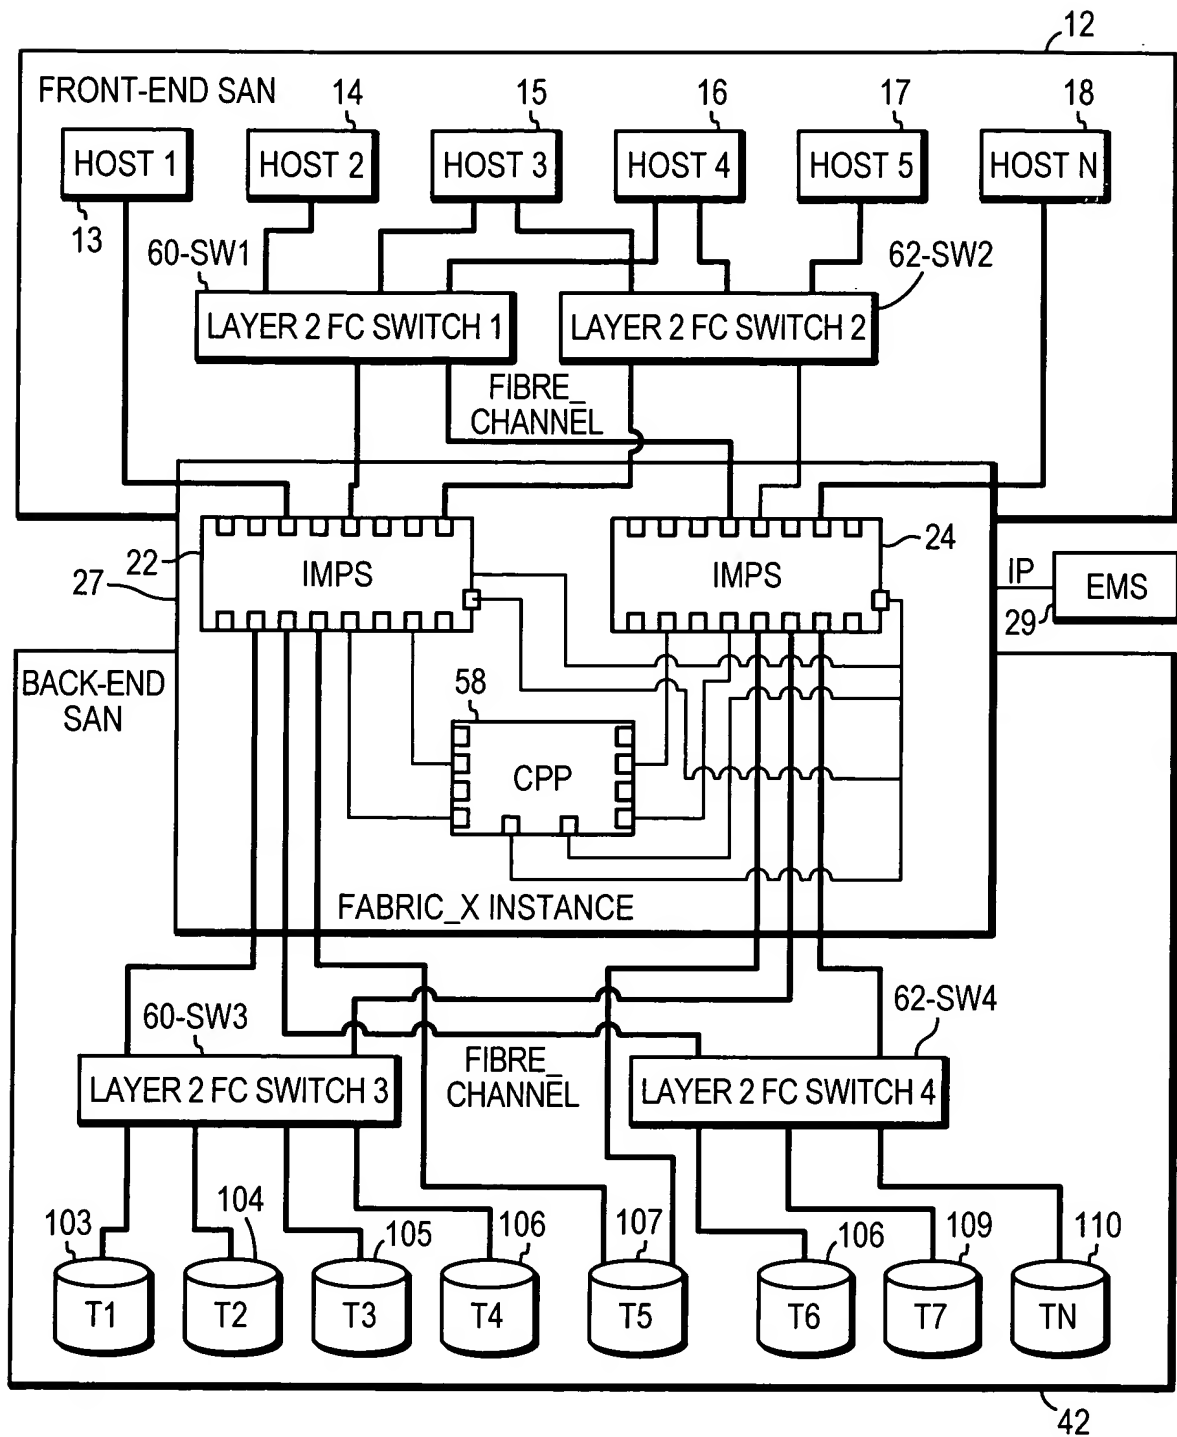 12
FRONT-END SAN
14
15
16
17
18
HOST 1
HOST 2
HOST 3
HOST 4
HOST 5
HOST N
13
60-SW1
62-SW2
LAYER 2 FC SWITCH 1
LAYER 2 FC SWITCH 2
FIBRE_
CHANNEL
22
IMPS
IMPS
24
27
IP
EMS
29
BACK-END
SAN
58
CPP
FABRIC_X INSTANCE
60-SW3
62-SW4
LAYER 2 FC SWITCH 3
FIBRE_
CHANNEL
LAYER 2 FC SWITCH 4
103
104
105
106
107
106
109
110
T1
T2
T3
T4
T5
T6
T7
TN
42